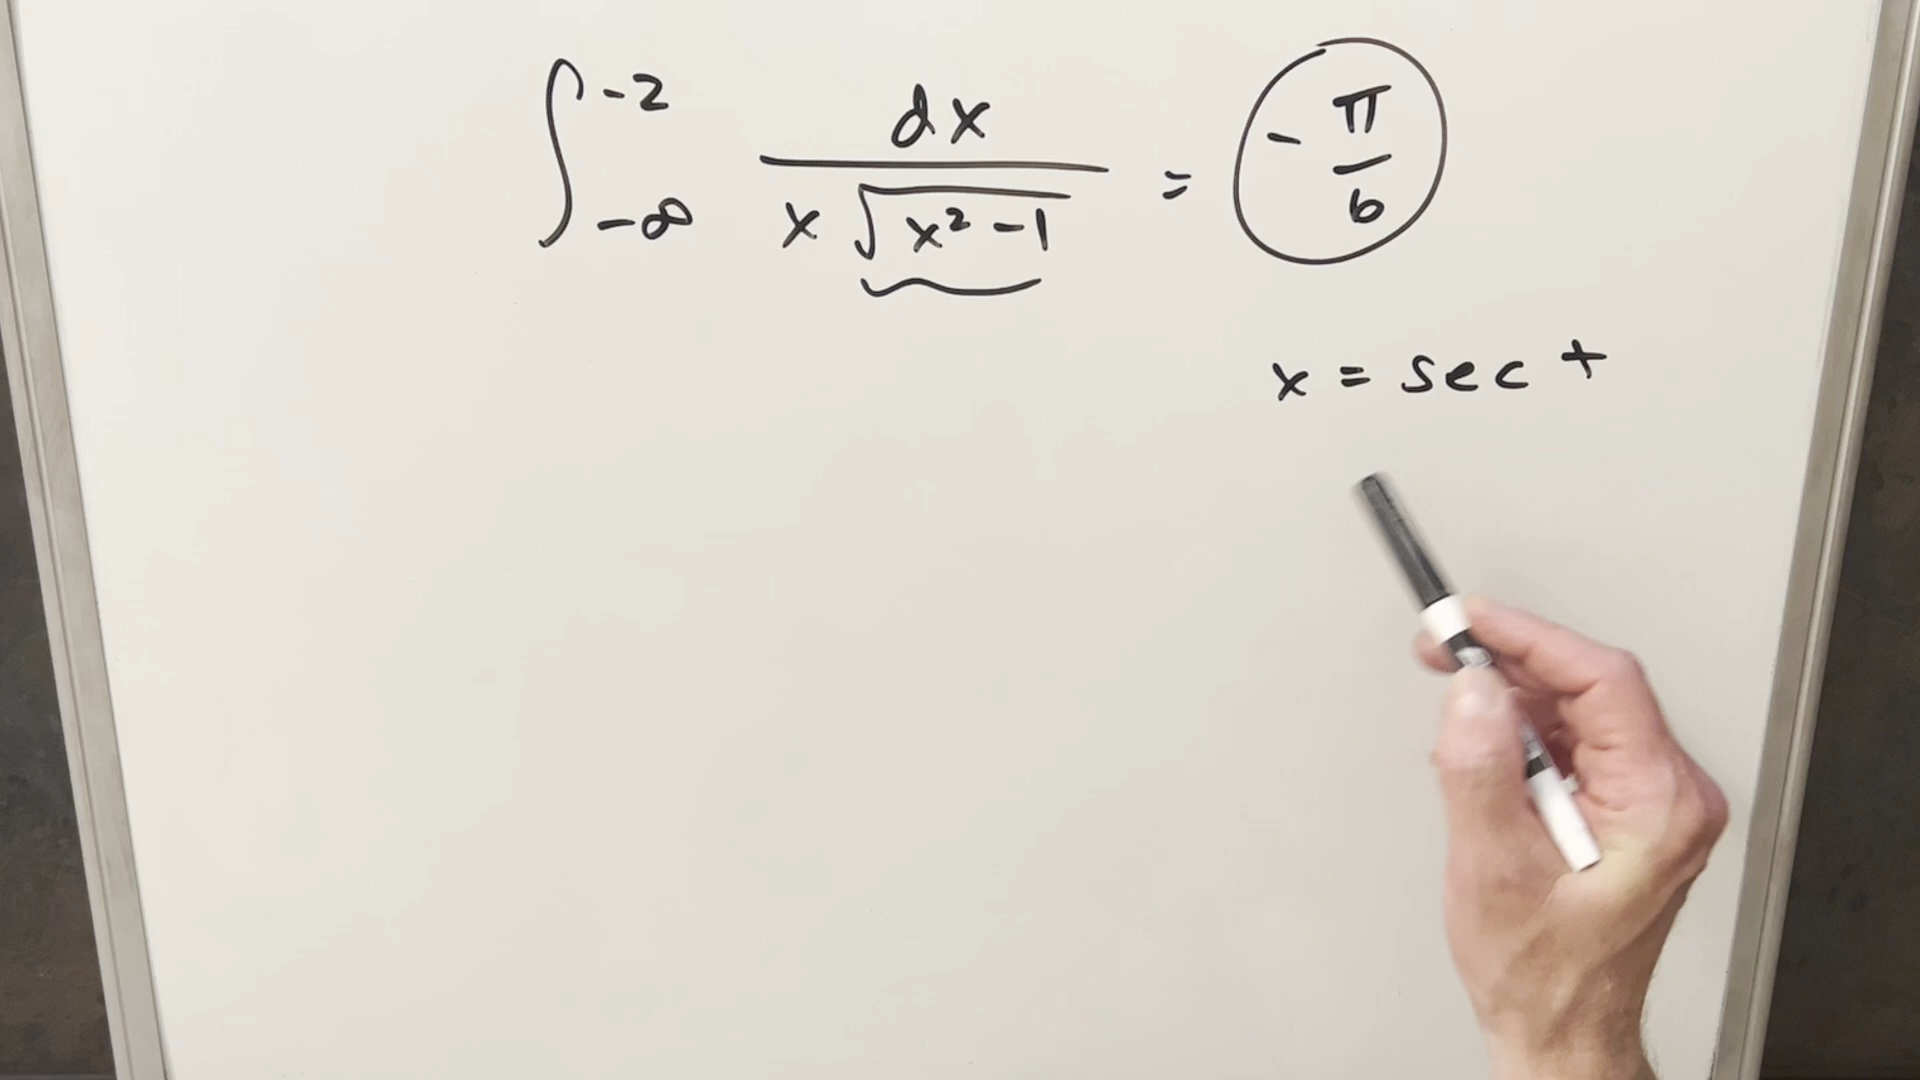 ∫_{-∞}^{-2} dx / (x √(x² - 1)) = - π/6
x = sec t